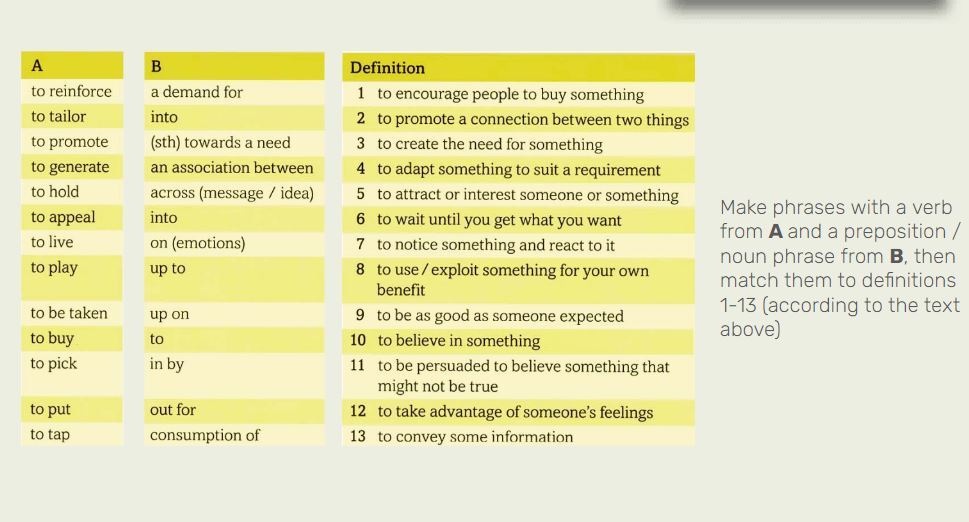 A B Definition
to reinforce a demand for 1 to encourage people to buy something
to tailor into 2 to promote a connection between two things
to promote (sth) towards a need 3 to create the need for something
to generate an association between 4 to adapt something to suit a requirement
to hold across (message / idea) 5 to attract or interest someone or something
to appeal into 6 to wait until you get what you want
to live on (emotions) 7 to notice something and react to it
to play up to 8 to use / exploit something for your own
benefit
to be taken up on 9 to be as good as someone expected
to buy to 10 to believe in something
to pick in by 11 to be persuaded to believe something that
might not be true
to put out for 12 to take advantage of someone's feelings
to tap consumption of 13 to convey some information
Make phrases with a verb
from A and a preposition /
noun phrase from B, then
match them to definitions
1-13 (according to the text
above)